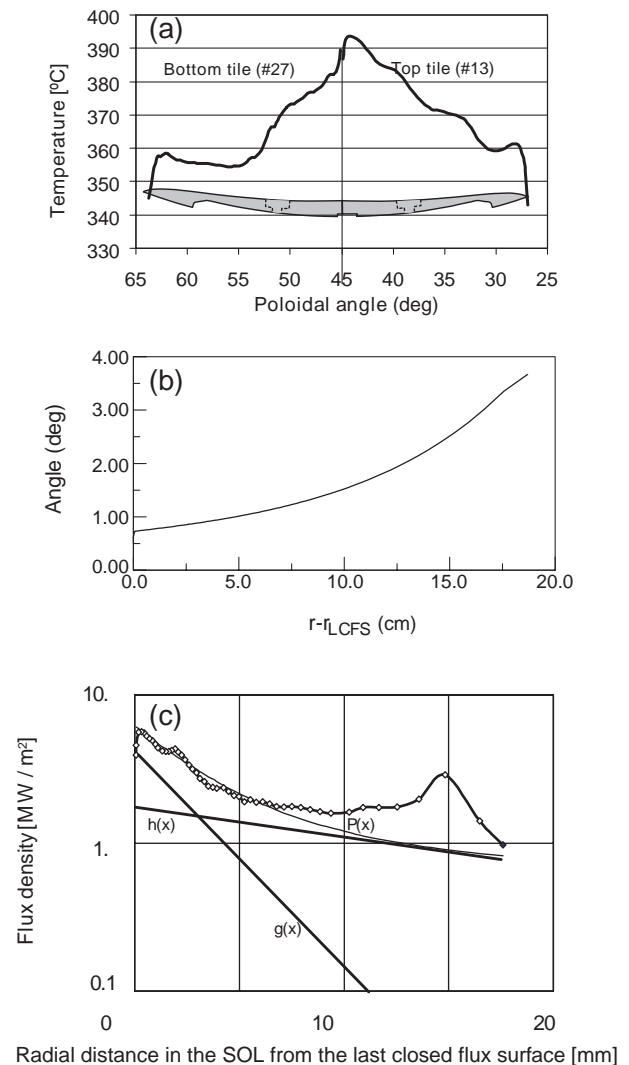 (a)
400
390
380
370
360
350
340
330
Temperature [ºC]
Bottom tile (#27)
Top tile (#13)
65 60 55 50 45 40 35 30 25
Poloidal angle (deg)
(b)
4.00
3.00
2.00
1.00
0.00
Angle (deg)
0.0 5.0 10.0 15.0 20.0
r-rLCFS (cm)
(c)
10.
1.
0.1
Flux density [MW / m²]
h(x)
P(x)
g(x)
0 10 20
Radial distance in the SOL from the last closed flux surface [mm]